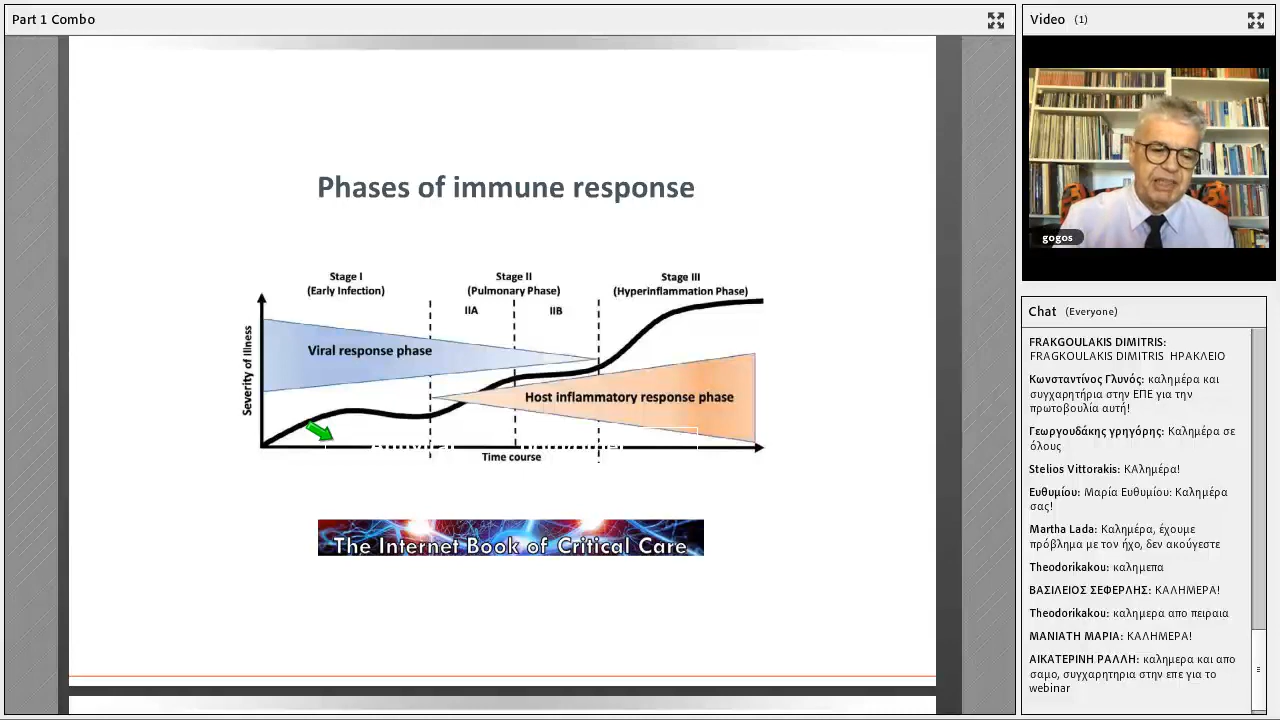 Part 1 Combo
Phases of immune response
Stage I
(Early Infection)
Stage II
(Pulmonary Phase)
Stage III
(Hyperinflammation Phase)
IIA
IIB
Severity of Illness
Viral response phase
Host inflammatory response phase
Time course
The Internet Book of Critical Care
Video (1)
gogos
Chat (Everyone)
FRAKGOULAKIS DIMITRIS:
FRAGKOULAKIS DIMITRIS ΗΡΑΚΛΕΙΟ
Κωνσταντίνος Γλυνός: καλημέρα και
συγχαρητήρια στην ΕΠΕ για την
πρωτοβουλία αυτή!
Γεωργουδάκης γρηγόρης: Καλημέρα σε
όλους
Stelios Vittorakis: ΚΑλημέρα!
Ευθυμίου: Μαρία Ευθυμίου: Καλημέρα
σας!
Martha Lada: Καλημέρα, έχουμε
πρόβλημα με τον ήχο, δεν ακούγεστε
Theodorikakou: καλημεπα
ΒΑΣΙΛΕΙΟΣ ΣΕΦΕΡΛΗΣ: ΚΑΛΗΜΕΡΑ!
Theodorikakou: καλημερα απο πειραια
ΜΑΝΙΑΤΗ ΜΑΡΙΑ: ΚΑΛΗΜΕΡΑ!
ΑΙΚΑΤΕΡΙΝΗ ΡΑΛΛΗ: καλημερα και απο
σαμο, συγχαρητηρια στην επε για το
webinar